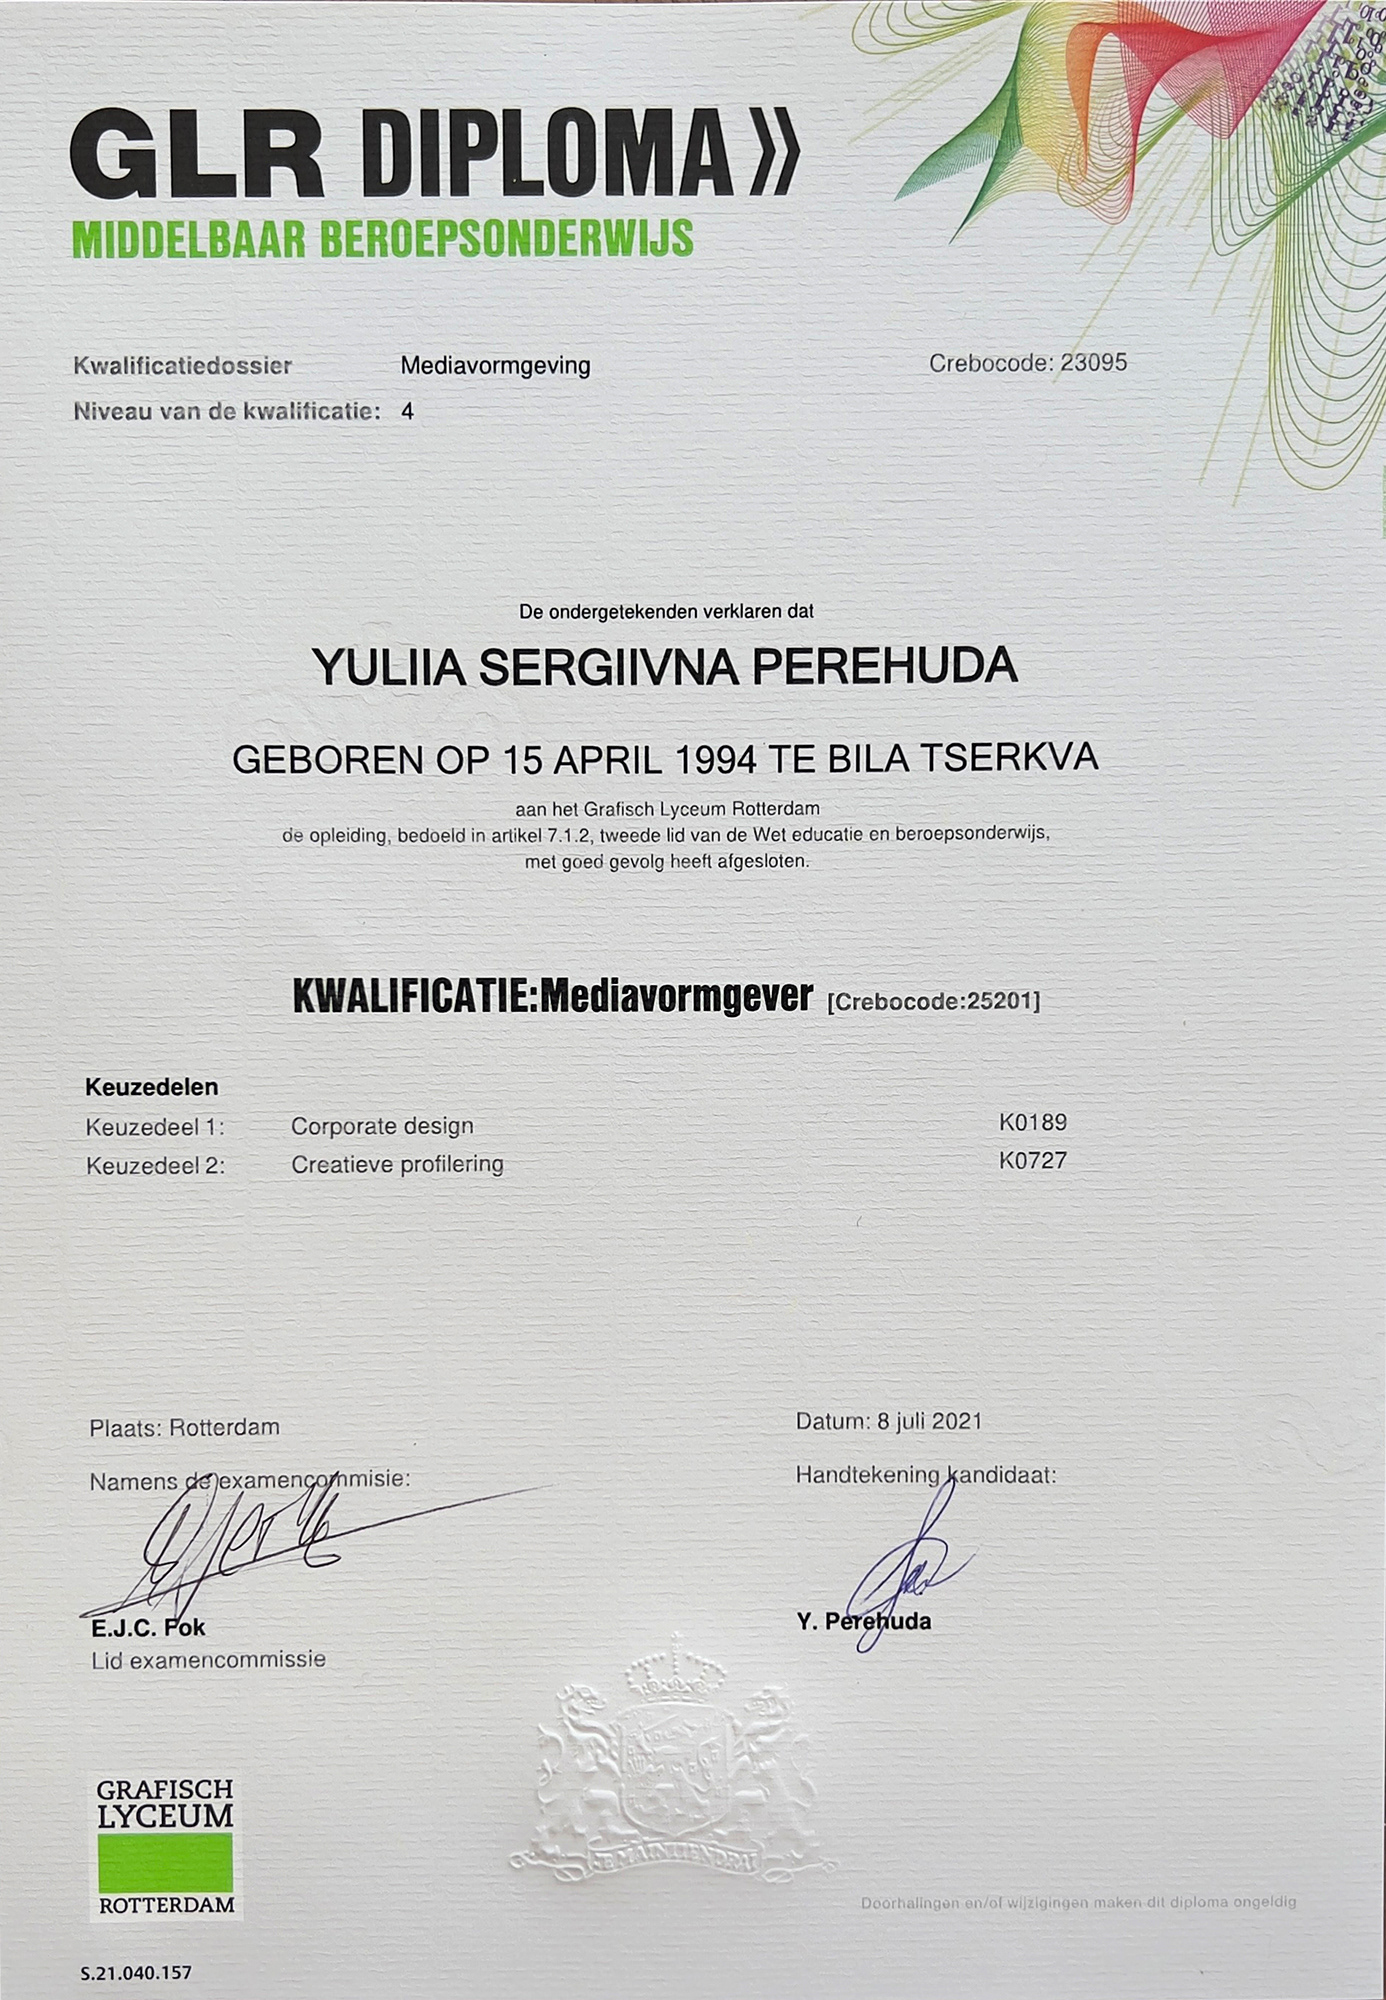 GLR DIPLOMA
MIDDELBAAR BEROEPSONDERWIJS
Kwalificatiedossier Mediavormgeving Crebocode: 23095
Niveau van de kwalificatie: 4
De ondergetekenden verklaren dat
YULIIA SERGIIVNA PEREHUDA
GEBOREN OP 15 APRIL 1994 TE BILA TSERKVA
aan het Grafisch Lyceum Rotterdam
de opleiding, bedoeld in artikel 7.1.2, tweede lid van de Wet educatie en beroepsonderwijs,
met goed gevolg heeft afgesloten.
KWALIFICATIE:Mediavormgever [Crebocode:25201]
Keuzedelen
Keuzedeel 1: Corporate design K0189
Keuzedeel 2: Creatieve profilering K0727
Plaats: Rotterdam Datum: 8 juli 2021
Namens de examencommisie: Handtekening kandidaat:
E.J.C. Fok Y. Perehuda
Lid examencommissie
JE MAINTIENDRAI
GRAFISCH
LYCEUM
ROTTERDAM
Doorhalingen en/of wijzigingen maken dit diploma ongeldig
S.21.040.157